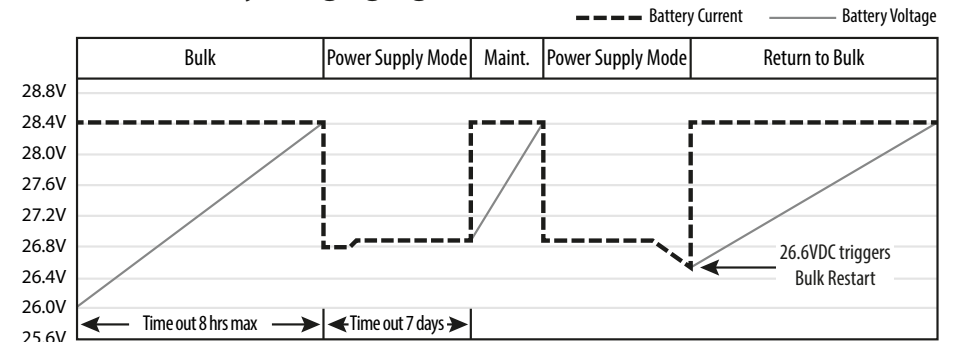 Battery Current Battery Voltage
Bulk Power Supply Mode Maint. Power Supply Mode Return to Bulk
28.8V
28.4V
28.0V
27.6V
27.2V
26.8V
26.4V
26.0V
25.6V
26.6VDC triggers
Bulk Restart
Time out 8 hrs max Time out 7 days